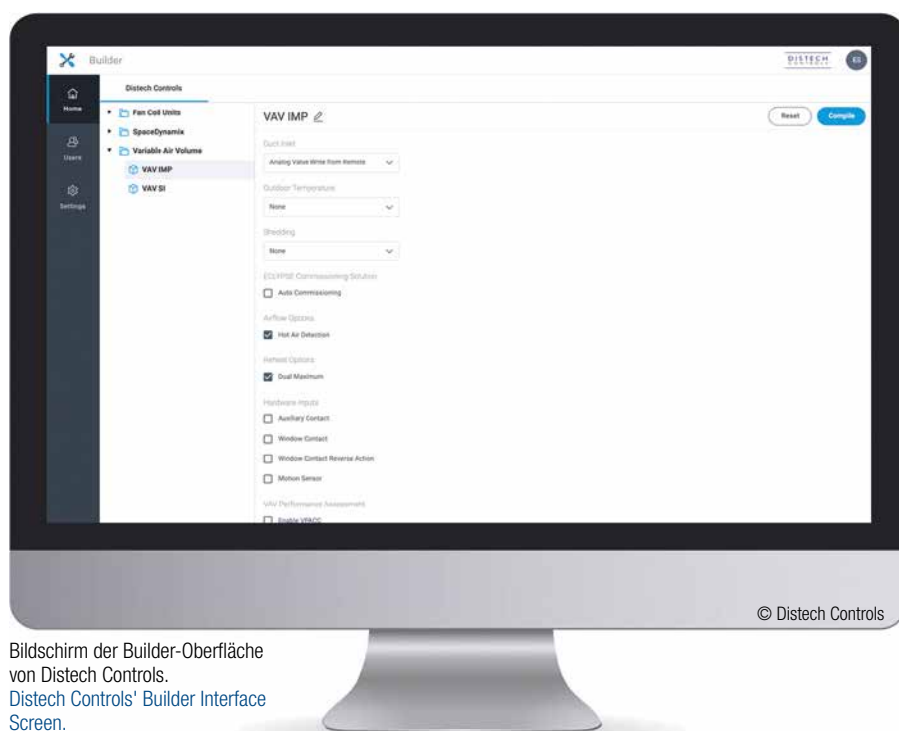 Builder
DISTECH
CONTROLS
Home
Users
Settings
Distech Controls
Fan Coil Units
SpaceDynamix
Variable Air Volume
VAV IMP
VAV SI
VAV IMP
Reset
Compile
Duct Inlet
Analog Value Write from Remote
Outdoor Temperature
None
Shedding
None
ECLYPSE Commissioning Solution
Auto Commissioning
Airflow Options
Hot Air Detection
Reheat Options
Dual Maximum
Hardware Inputs
Auxiliary Contact
Window Contact
Window Contact Reverse Action
Motion Sensor
VAV Performance Assessment
© Distech Controls
Bildschirm der Builder-Oberfläche
von Distech Controls.
Distech Controls' Builder Interface
Screen.